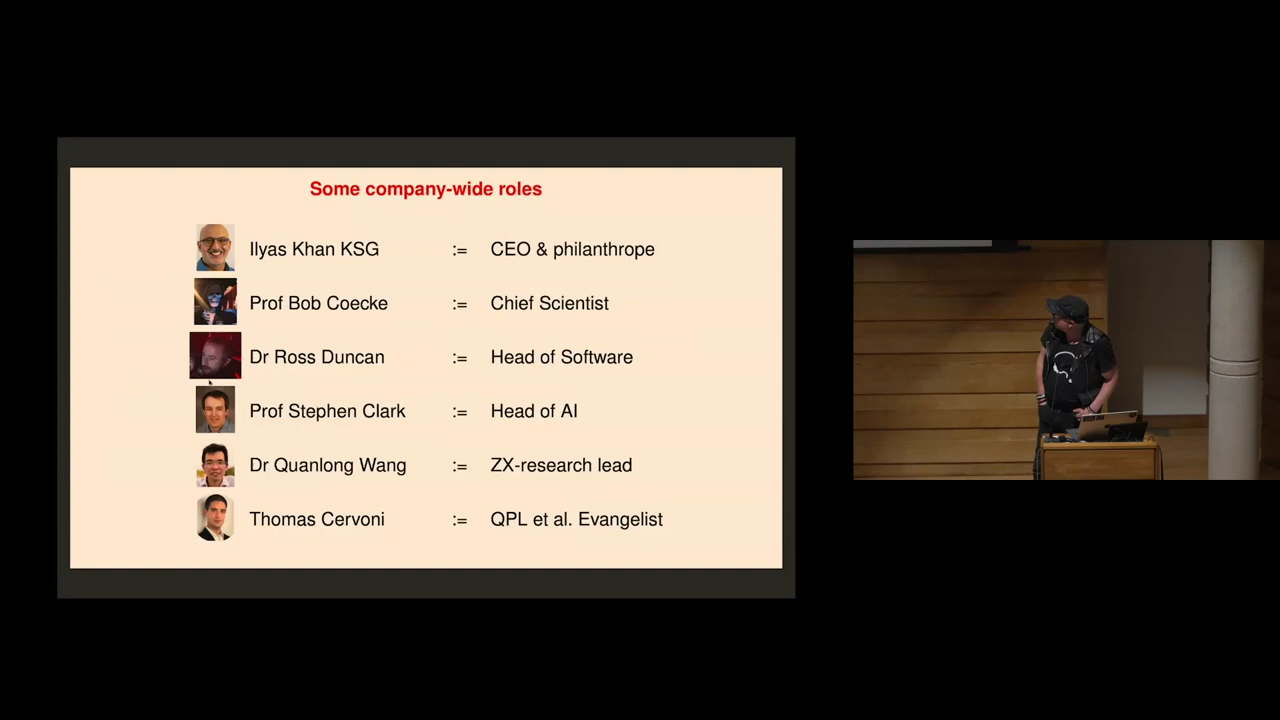 Some company-wide roles
Ilyas Khan KSG := CEO & philanthrope
Prof Bob Coecke := Chief Scientist
Dr Ross Duncan := Head of Software
Prof Stephen Clark := Head of AI
Dr Quanlong Wang := ZX-research lead
Thomas Cervoni := QPL et al. Evangelist